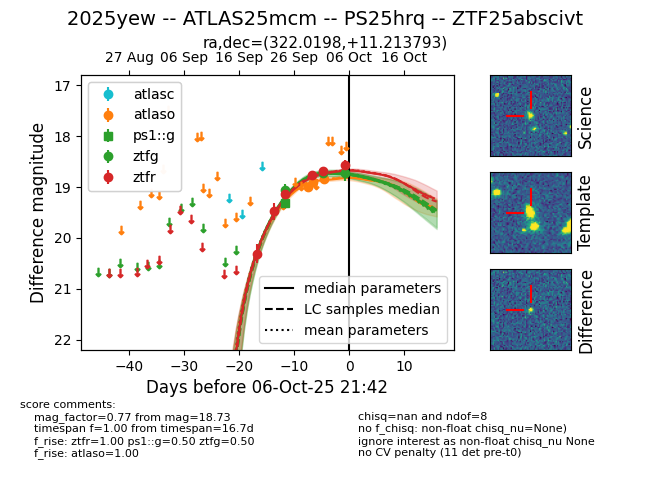 2025yew -- ATLAS25mcm -- PS25hrq -- ZTF25abscivt
ra,dec=(322.0198,+11.213793)
27 Aug 06 Sep 16 Sep 26 Sep 06 Oct 16 Oct
17
18
19
20
21
22
Difference magnitude
atlasc
atlaso
ps1::g
ztfg
ztfr
median parameters
LC samples median
mean parameters
−40 −30 −20 −10 0 10
Days before 06-Oct-25 21:42
Science
Template
Difference
score comments:
mag_factor=0.77 from mag=18.73
timespan f=1.00 from timespan=16.7d
f_rise: ztfr=1.00 ps1::g=0.50 ztfg=0.50
f_rise: atlaso=1.00
chisq=nan and ndof=8
no f_chisq: non-float chisq_nu=None)
ignore interest as non-float chisq_nu None
no CV penalty (11 det pre-t0)